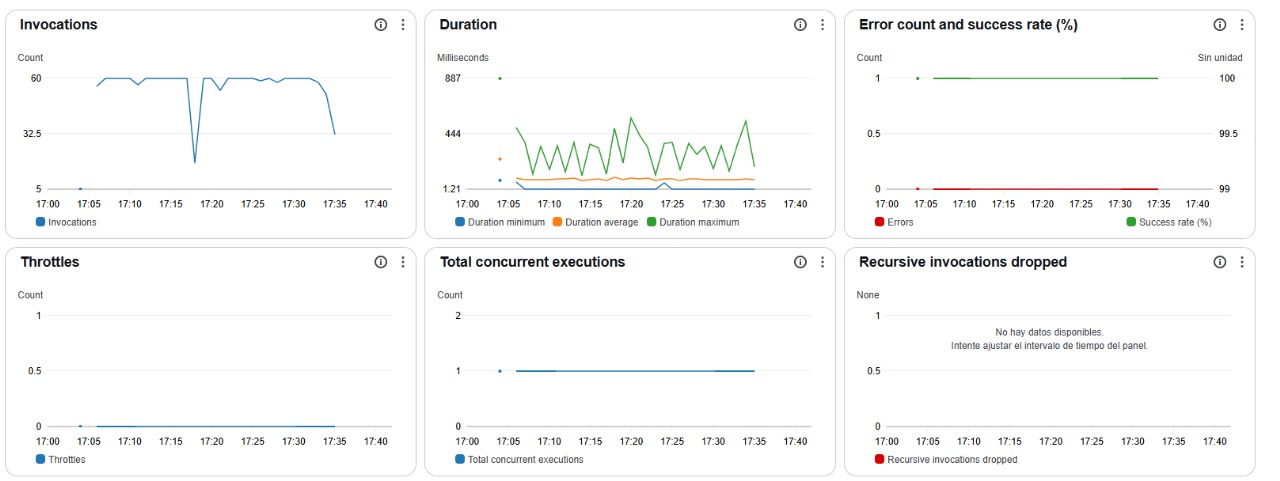 Invocations
Count
60
32.5
5
17:00 17:05 17:10 17:15 17:20 17:25 17:30 17:35 17:40
Invocations
Duration
Milliseconds
887
444
1.21
17:00 17:05 17:10 17:15 17:20 17:25 17:30 17:35 17:40
Duration minimum Duration average Duration maximum
Error count and success rate (%)
Count Sin unidad
1 100
0.5 99.5
0 99
17:00 17:05 17:10 17:15 17:20 17:25 17:30 17:35 17:40
Errors Success rate (%)
Throttles
Count
1
0.5
0
17:00 17:05 17:10 17:15 17:20 17:25 17:30 17:35 17:40
Throttles
Total concurrent executions
Count
2
1
0
17:00 17:05 17:10 17:15 17:20 17:25 17:30 17:35 17:40
Total concurrent executions
Recursive invocations dropped
None
1
No hay datos disponibles.
Intente ajustar el intervalo de tiempo del panel.
0.5
0
17:00 17:05 17:10 17:15 17:20 17:25 17:30 17:35 17:40
Recursive invocations dropped